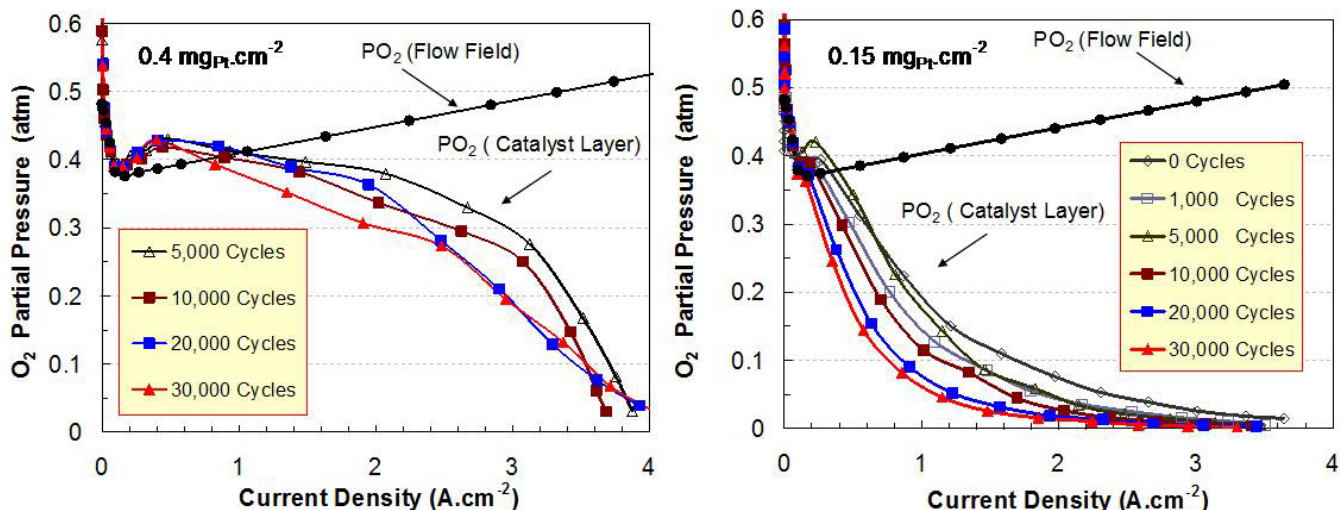 O₂ Partial Pressure (atm)
0.6
0.5
0.4
0.3
0.2
0.1
0
0.4 mgPt.cm-2
PO2 (Flow Field)
PO2 ( Catalyst Layer)
5,000 Cycles
10,000 Cycles
20,000 Cycles
30,000 Cycles
0
1
2
3
4
Current Density (A.cm-2)
O₂ Partial Pressure (atm)
0.6
0.5
0.4
0.3
0.2
0.1
0
0.15 mgPt.cm-2
PO2 (Flow Field)
PO2 ( Catalyst Layer)
0 Cycles
1,000 Cycles
5,000 Cycles
10,000 Cycles
20,000 Cycles
30,000 Cycles
0
1
2
3
4
Current Density (A.cm-2)